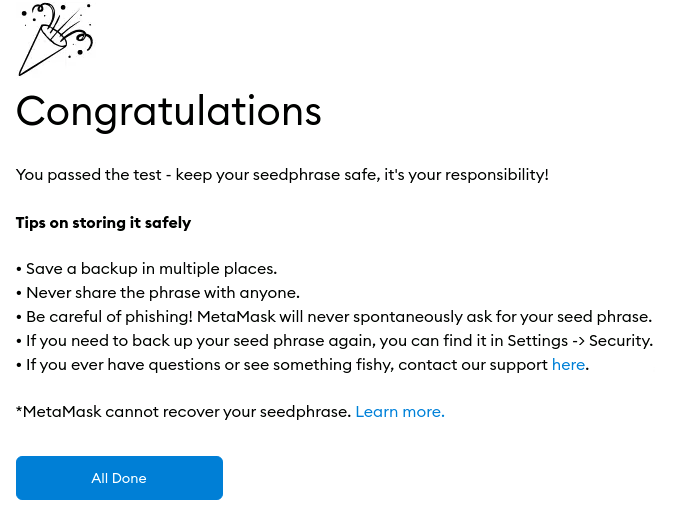 Congratulations
You passed the test - keep your seedphrase safe, it's your responsibility!
Tips on storing it safely
• Save a backup in multiple places.
• Never share the phrase with anyone.
• Be careful of phishing! MetaMask will never spontaneously ask for your seed phrase.
• If you need to back up your seed phrase again, you can find it in Settings -> Security.
• If you ever have questions or see something fishy, contact our support here.
*MetaMask cannot recover your seedphrase. Learn more.
All Done